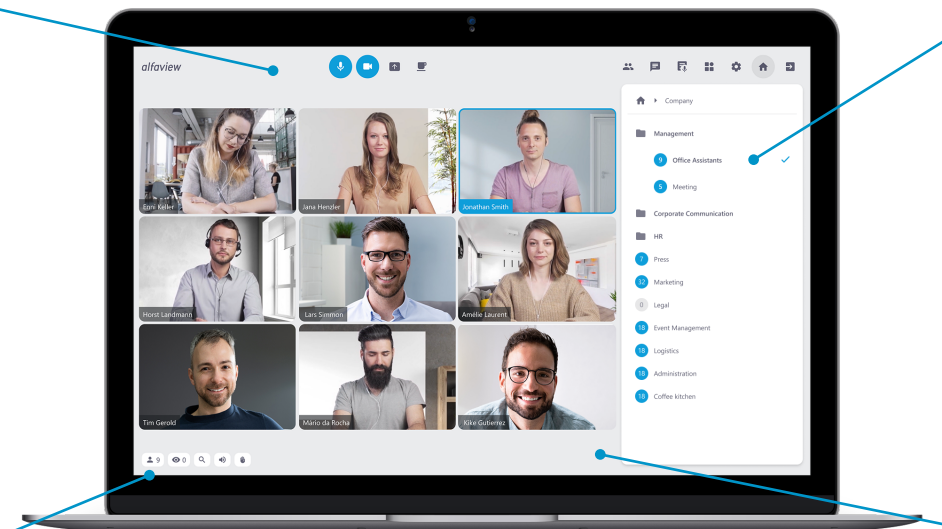 alfaview
Company
Management
9 Office Assistants
5 Meeting
Corporate Communication
HR
7 Press
32 Marketing
0 Legal
18 Event Management
18 Logistics
18 Administration
18 Coffee kitchen
Enni Keller
Jana Henzler
Jonathan Smith
Horst Landmann
Lars Simmon
Amélie Laurent
Tim Gerold
Mário da Rocha
Kike Gutierrez
9
0